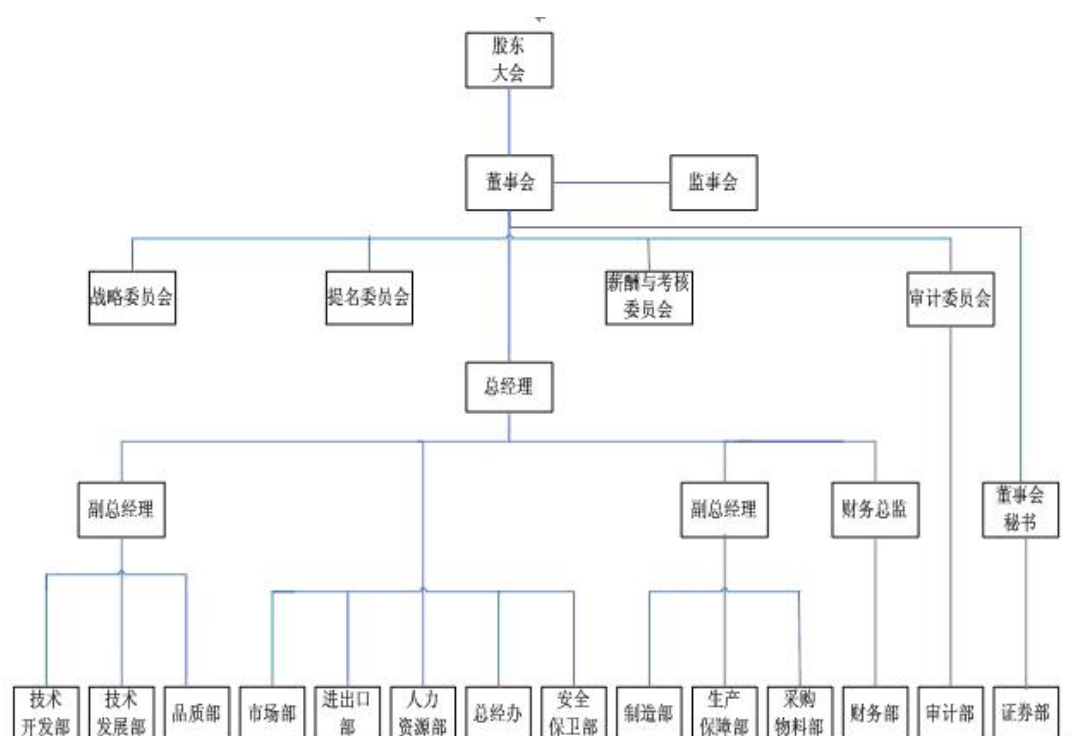 股东
大会
董事会
监事会
战略委员会
提名委员会
薪酬与考核
委员会
审计委员会
总经理
副总经理
副总经理
财务总监
董事会
秘书
技术
开发部
技术
发展部
品质部
市场部
进出口
部
人力
资源部
总经办
安全
保卫部
制造部
生产
保障部
采购
物料部
财务部
审计部
证券部